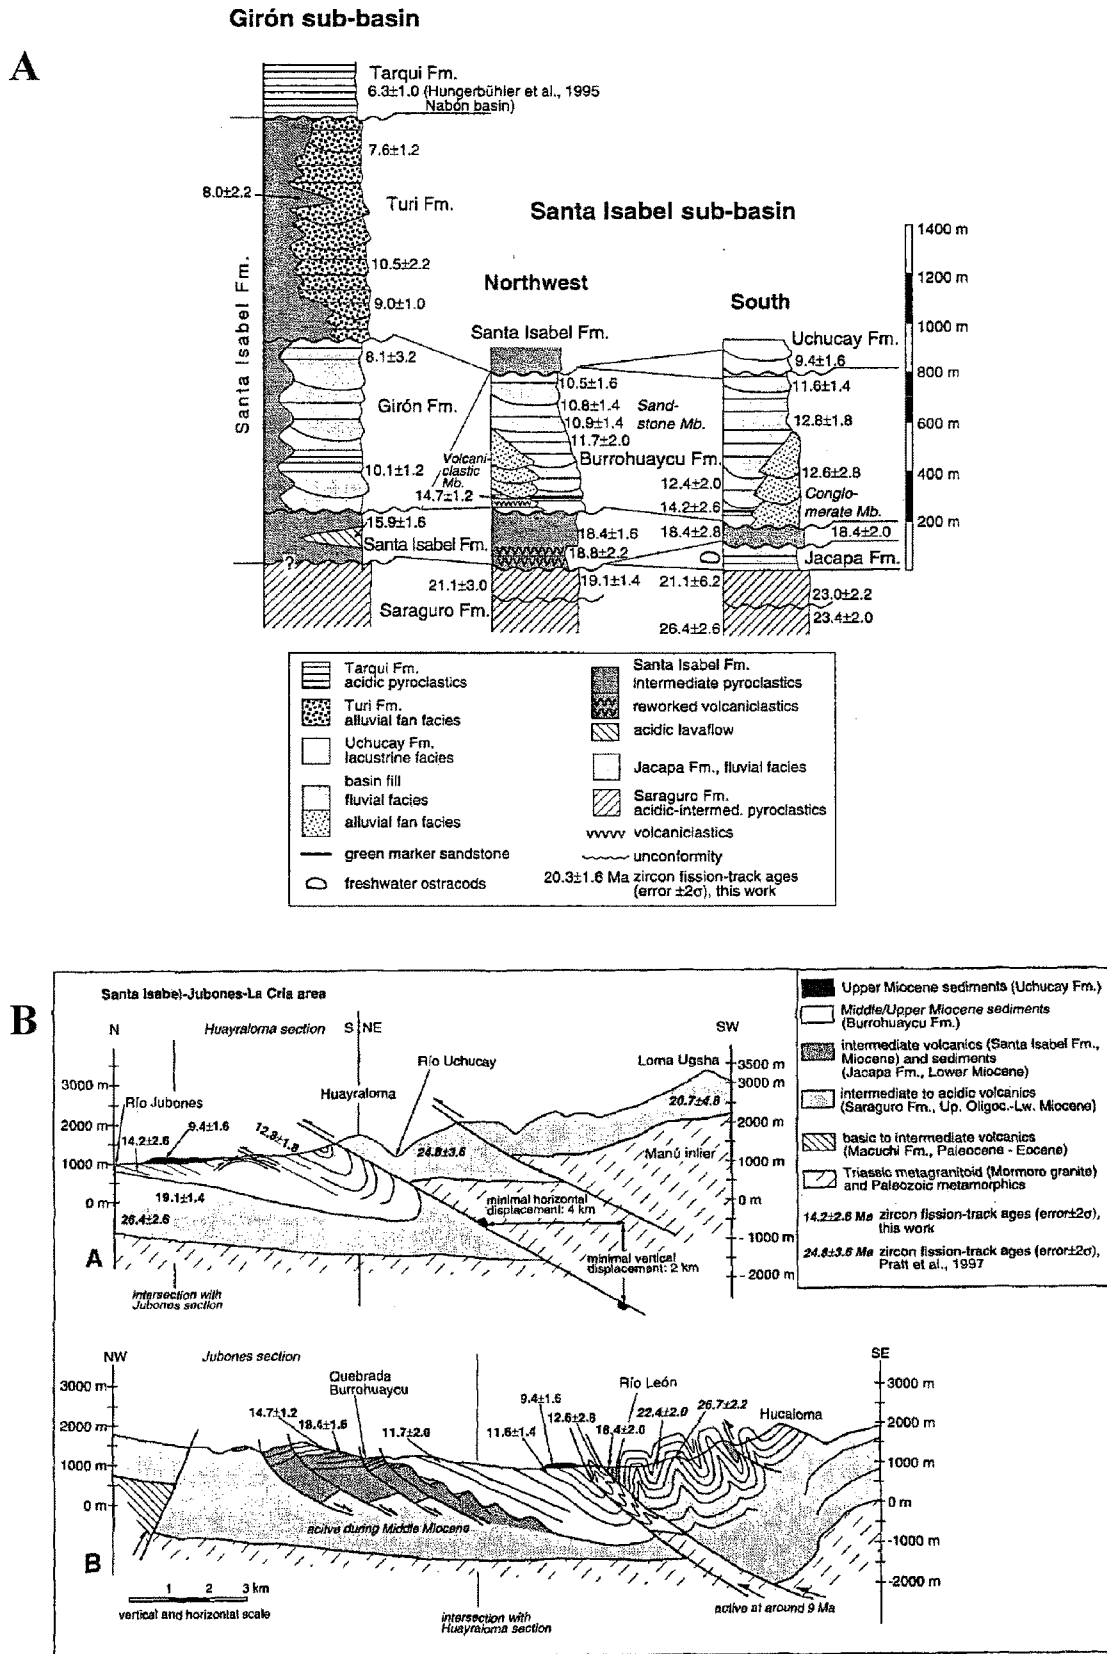 Girón sub-basin
A
Tarqui Fm.
6.3±1.0 (Hungerbühler et al., 1995
Nabón basin)
7.6±1.2
8.0±2.2
Turi Fm.
Santa Isabel sub-basin
10.5±2.2
9.0±1.0
Santa Isabel Fm.
8.1±3.2
Girón Fm.
10.1±1.2
15.9±1.6
Santa Isabel Fm.
?
21.1±3.0
Saraguro Fm.
Northwest
Santa Isabel Fm.
10.5±1.6
10.8±1.4
10.9±1.4
Sand-
stone Mb.
11.7±2.0
Volcani-
clastic
Mb.
Burrohuaycu Fm.
12.4±2.0
14.7±1.2
14.2±2.6
18.4±1.6
18.8±2.2
19.1±1.4
South
Uchucay Fm.
9.4±1.6
11.6±1.4
12.8±1.8
12.6±2.8
Conglo-
merate Mb.
18.4±2.8
18.4±2.0
Jacapa Fm.
21.1±6.2
23.0±2.2
23.4±2.0
26.4±2.6
1400 m
1200 m
1000 m
800 m
600 m
400 m
200 m
Tarqui Fm.
acidic pyroclastics
Turi Fm.
alluvial fan facies
Uchucay Fm.
lacustrine facies
basin fill
fluvial facies
alluvial fan facies
green marker sandstone
freshwater ostracods
Santa Isabel Fm.
intermediate pyroclastics
reworked volcaniclastics
acidic lavaflow
Jacapa Fm., fluvial facies
Saraguro Fm.
acidic-intermed. pyroclastics
volcaniclastics
unconformity
20.3±1.6 Ma zircon fission-track ages
(error ±2σ), this work
B
Santa Isabel-Jubones-La Cria area
N
Huayraloma section
S
NE
SW
Río Uchucay
Loma Ugsha
3000 m
2000 m
1000 m
0 m
Río Jubones
Huayraloma
14.2±2.6
9.4±1.6
12.8±1.8
24.8±3.6
20.7±4.8
19.1±1.4
26.4±2.6
Manú inlier
minimal horizontal
displacement: 4 km
minimal vertical
displacement: 2 km
3500 m
3000 m
2000 m
1000 m
0 m
-1000 m
-2000 m
A
intersection with
Jubones section
Upper Miocene sediments (Uchucay Fm.)
Middle/Upper Miocene sediments
(Burrohuaycu Fm.)
intermediate volcanics (Santa Isabel Fm.,
Miocene) and sediments
(Jacapa Fm., Lower Miocene)
intermediate to acidic volcanics
(Saraguro Fm., Up. Oligoc.-Lw. Miocene)
basic to intermediate volcanics
(Macuchi Fm., Paleocene - Eocene)
Triassic metagranitoid (Mormoro granite)
and Paleozoic metamorphics
14.2±2.6 Ma zircon fission-track ages (error±2σ),
this work
24.8±3.6 Ma zircon fission-track ages (error±2σ),
Pratt et al., 1997
NW
Jubones section
SE
3000 m
2000 m
1000 m
0 m
Quebrada
Burrohuaycu
14.7±1.2
18.4±1.6
11.7±2.0
9.4±1.6
Río León
12.6±2.8
22.4±2.0
26.7±2.2
11.6±1.4
18.4±2.0
Hucaloma
3000 m
2000 m
1000 m
0 m
-1000 m
-2000 m
active during Middle Miocene
active at around 9 Ma
B
1 2 3 km
vertical and horizontal scale
intersection with
Huayraloma section